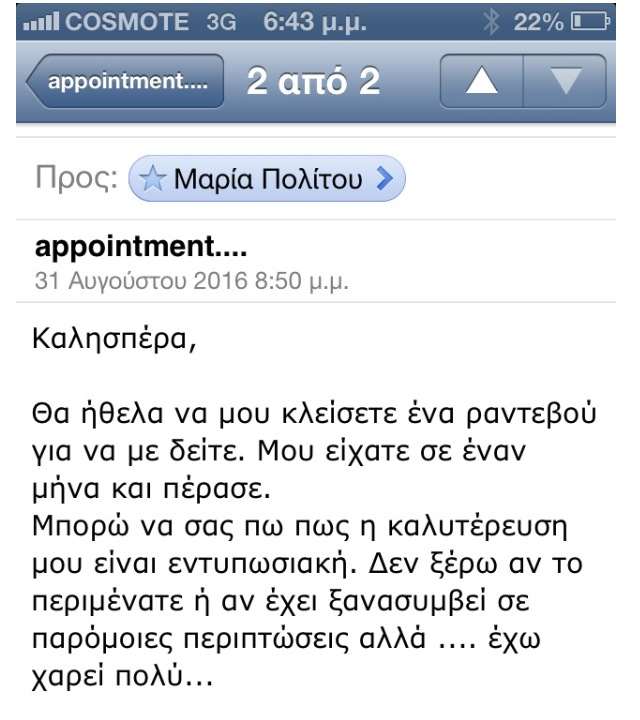 COSMOTE 3G 6:43 μ.μ. 22%
appointment.... 2 από 2
Προς: Μαρία Πολίτου
appointment....
31 Αυγούστου 2016 8:50 μ.μ.
Καλησπέρα,
Θα ήθελα να μου κλείσετε ένα ραντεβού
για να με δείτε. Μου είχατε σε έναν
μήνα και πέρασε.
Μπορώ να σας πω πως η καλυτέρευση
μου είναι εντυπωσιακή. Δεν ξέρω αν το
περιμένατε ή αν έχει ξανασυμβεί σε
παρόμοιες περιπτώσεις αλλά .... έχω
χαρεί πολύ...